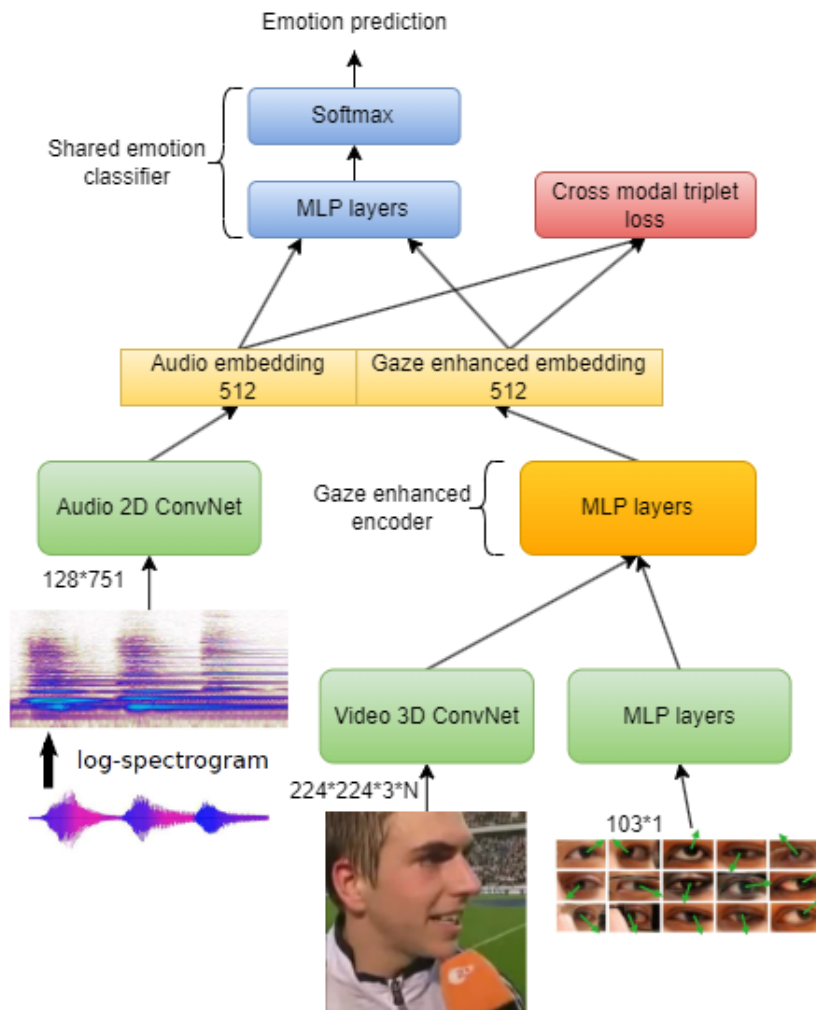 Emotion prediction
Softmax
Shared emotion
classifier
MLP layers
Cross modal triplet
loss
Audio embedding
512
Gaze enhanced embedding
512
Audio 2D ConvNet
Gaze enhanced
encoder
MLP layers
128*751
Video 3D ConvNet
MLP layers
log-spectrogram
224*224*3*N
103*1
ZDF